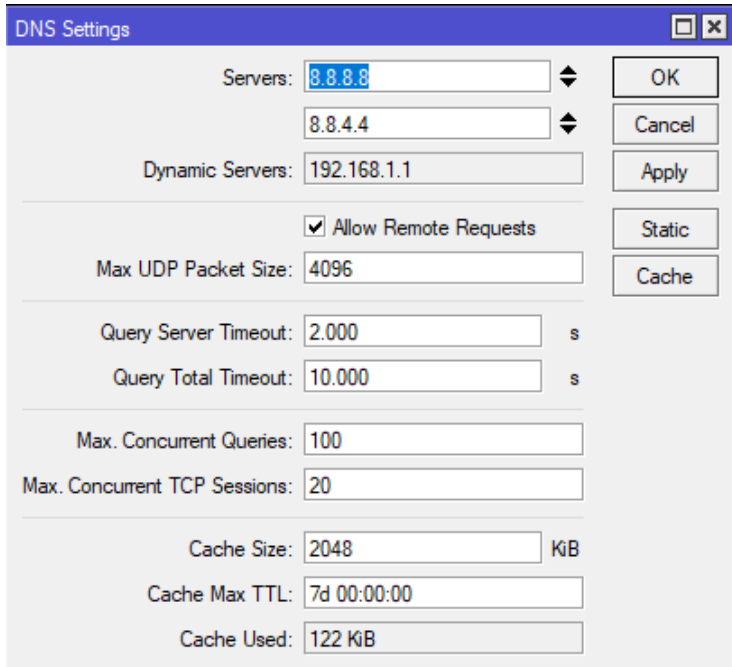 DNS Settings
Servers: 8.8.8.8
OK
8.8.4.4
Cancel
Dynamic Servers: 192.168.1.1
Apply
Allow Remote Requests
Static
Max UDP Packet Size: 4096
Cache
Query Server Timeout: 2.000 s
Query Total Timeout: 10.000 s
Max. Concurrent Queries: 100
Max. Concurrent TCP Sessions: 20
Cache Size: 2048 KiB
Cache Max TTL: 7d 00:00:00
Cache Used: 122 KiB